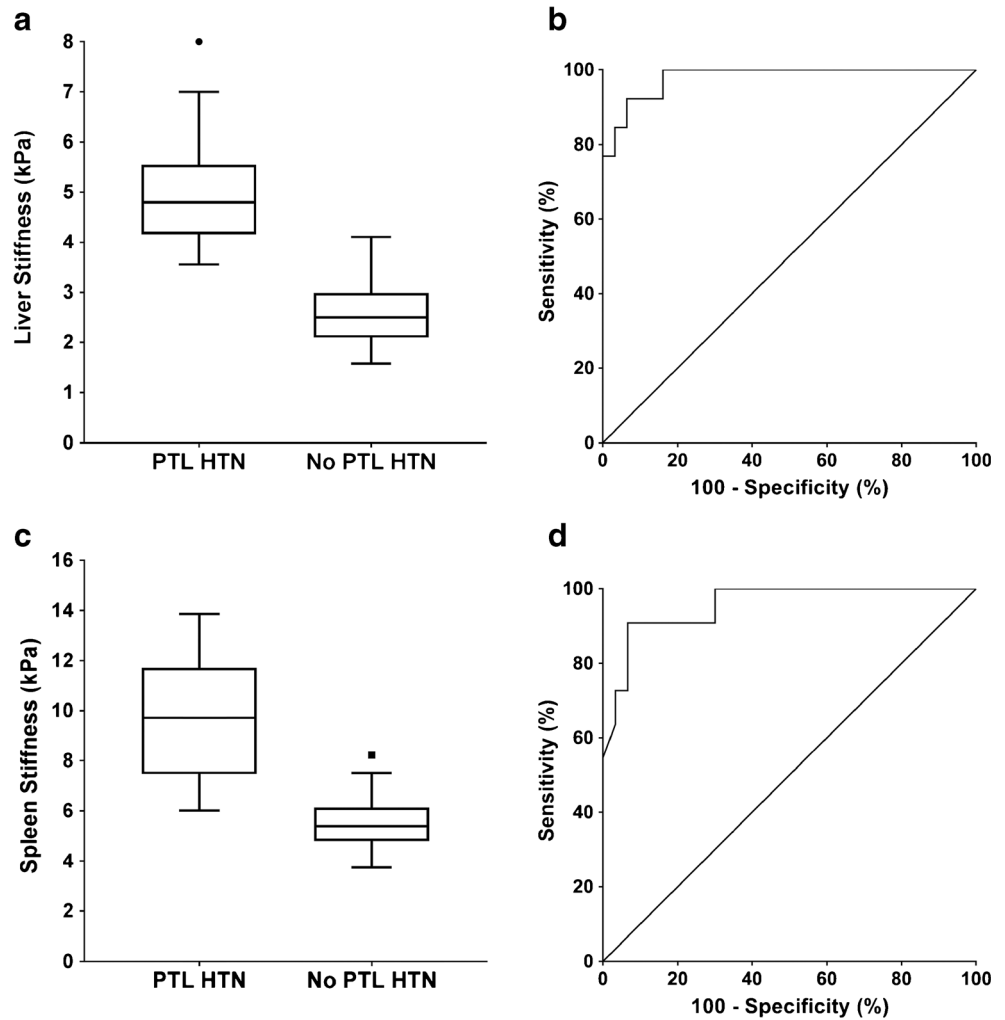 a
Liver Stiffness (kPa)
8
7
6
5
4
3
2
1
0
PTL HTN No PTL HTN
b
Sensitivity (%)
100
80
60
40
20
0
0 20 40 60 80 100
100 - Specificity (%)
c
Spleen Stiffness (kPa)
16
14
12
10
8
6
4
2
0
PTL HTN No PTL HTN
d
Sensitivity (%)
100
80
60
40
20
0
0 20 40 60 80 100
100 - Specificity (%)